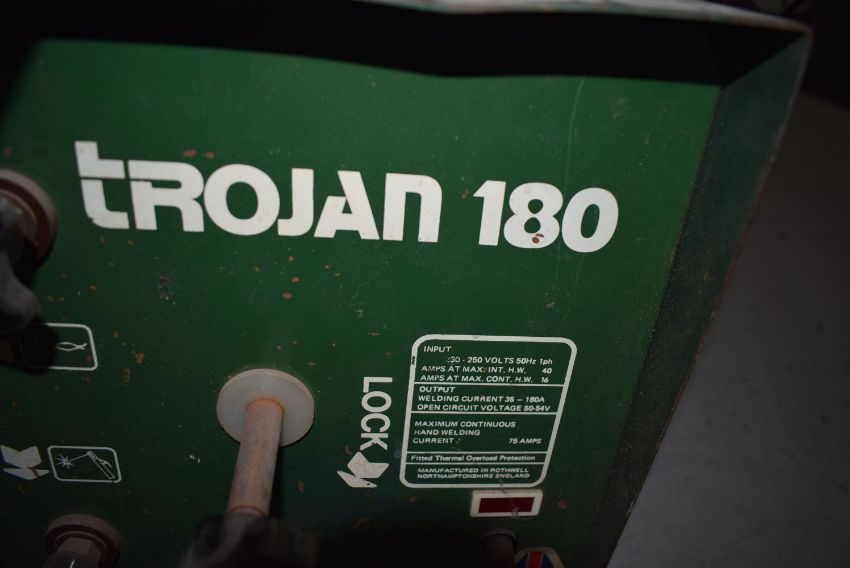 TROJAN 180
LOCK
INPUT
230 - 250 VOLTS 50Hz 1ph
AMPS AT MAX. INT. H.W. 40
AMPS AT MAX. CONT. H.W. 16
OUTPUT
WELDING CURRENT 35 - 180A
OPEN CIRCUIT VOLTAGE 50-54V
MAXIMUM CONTINUOUS
HAND WELDING
CURRENT : 75 AMPS
Fitted Thermal Overload Protection
MANUFACTURED IN ROTHWELL
NORTHAMPTONSHIRE ENGLAND